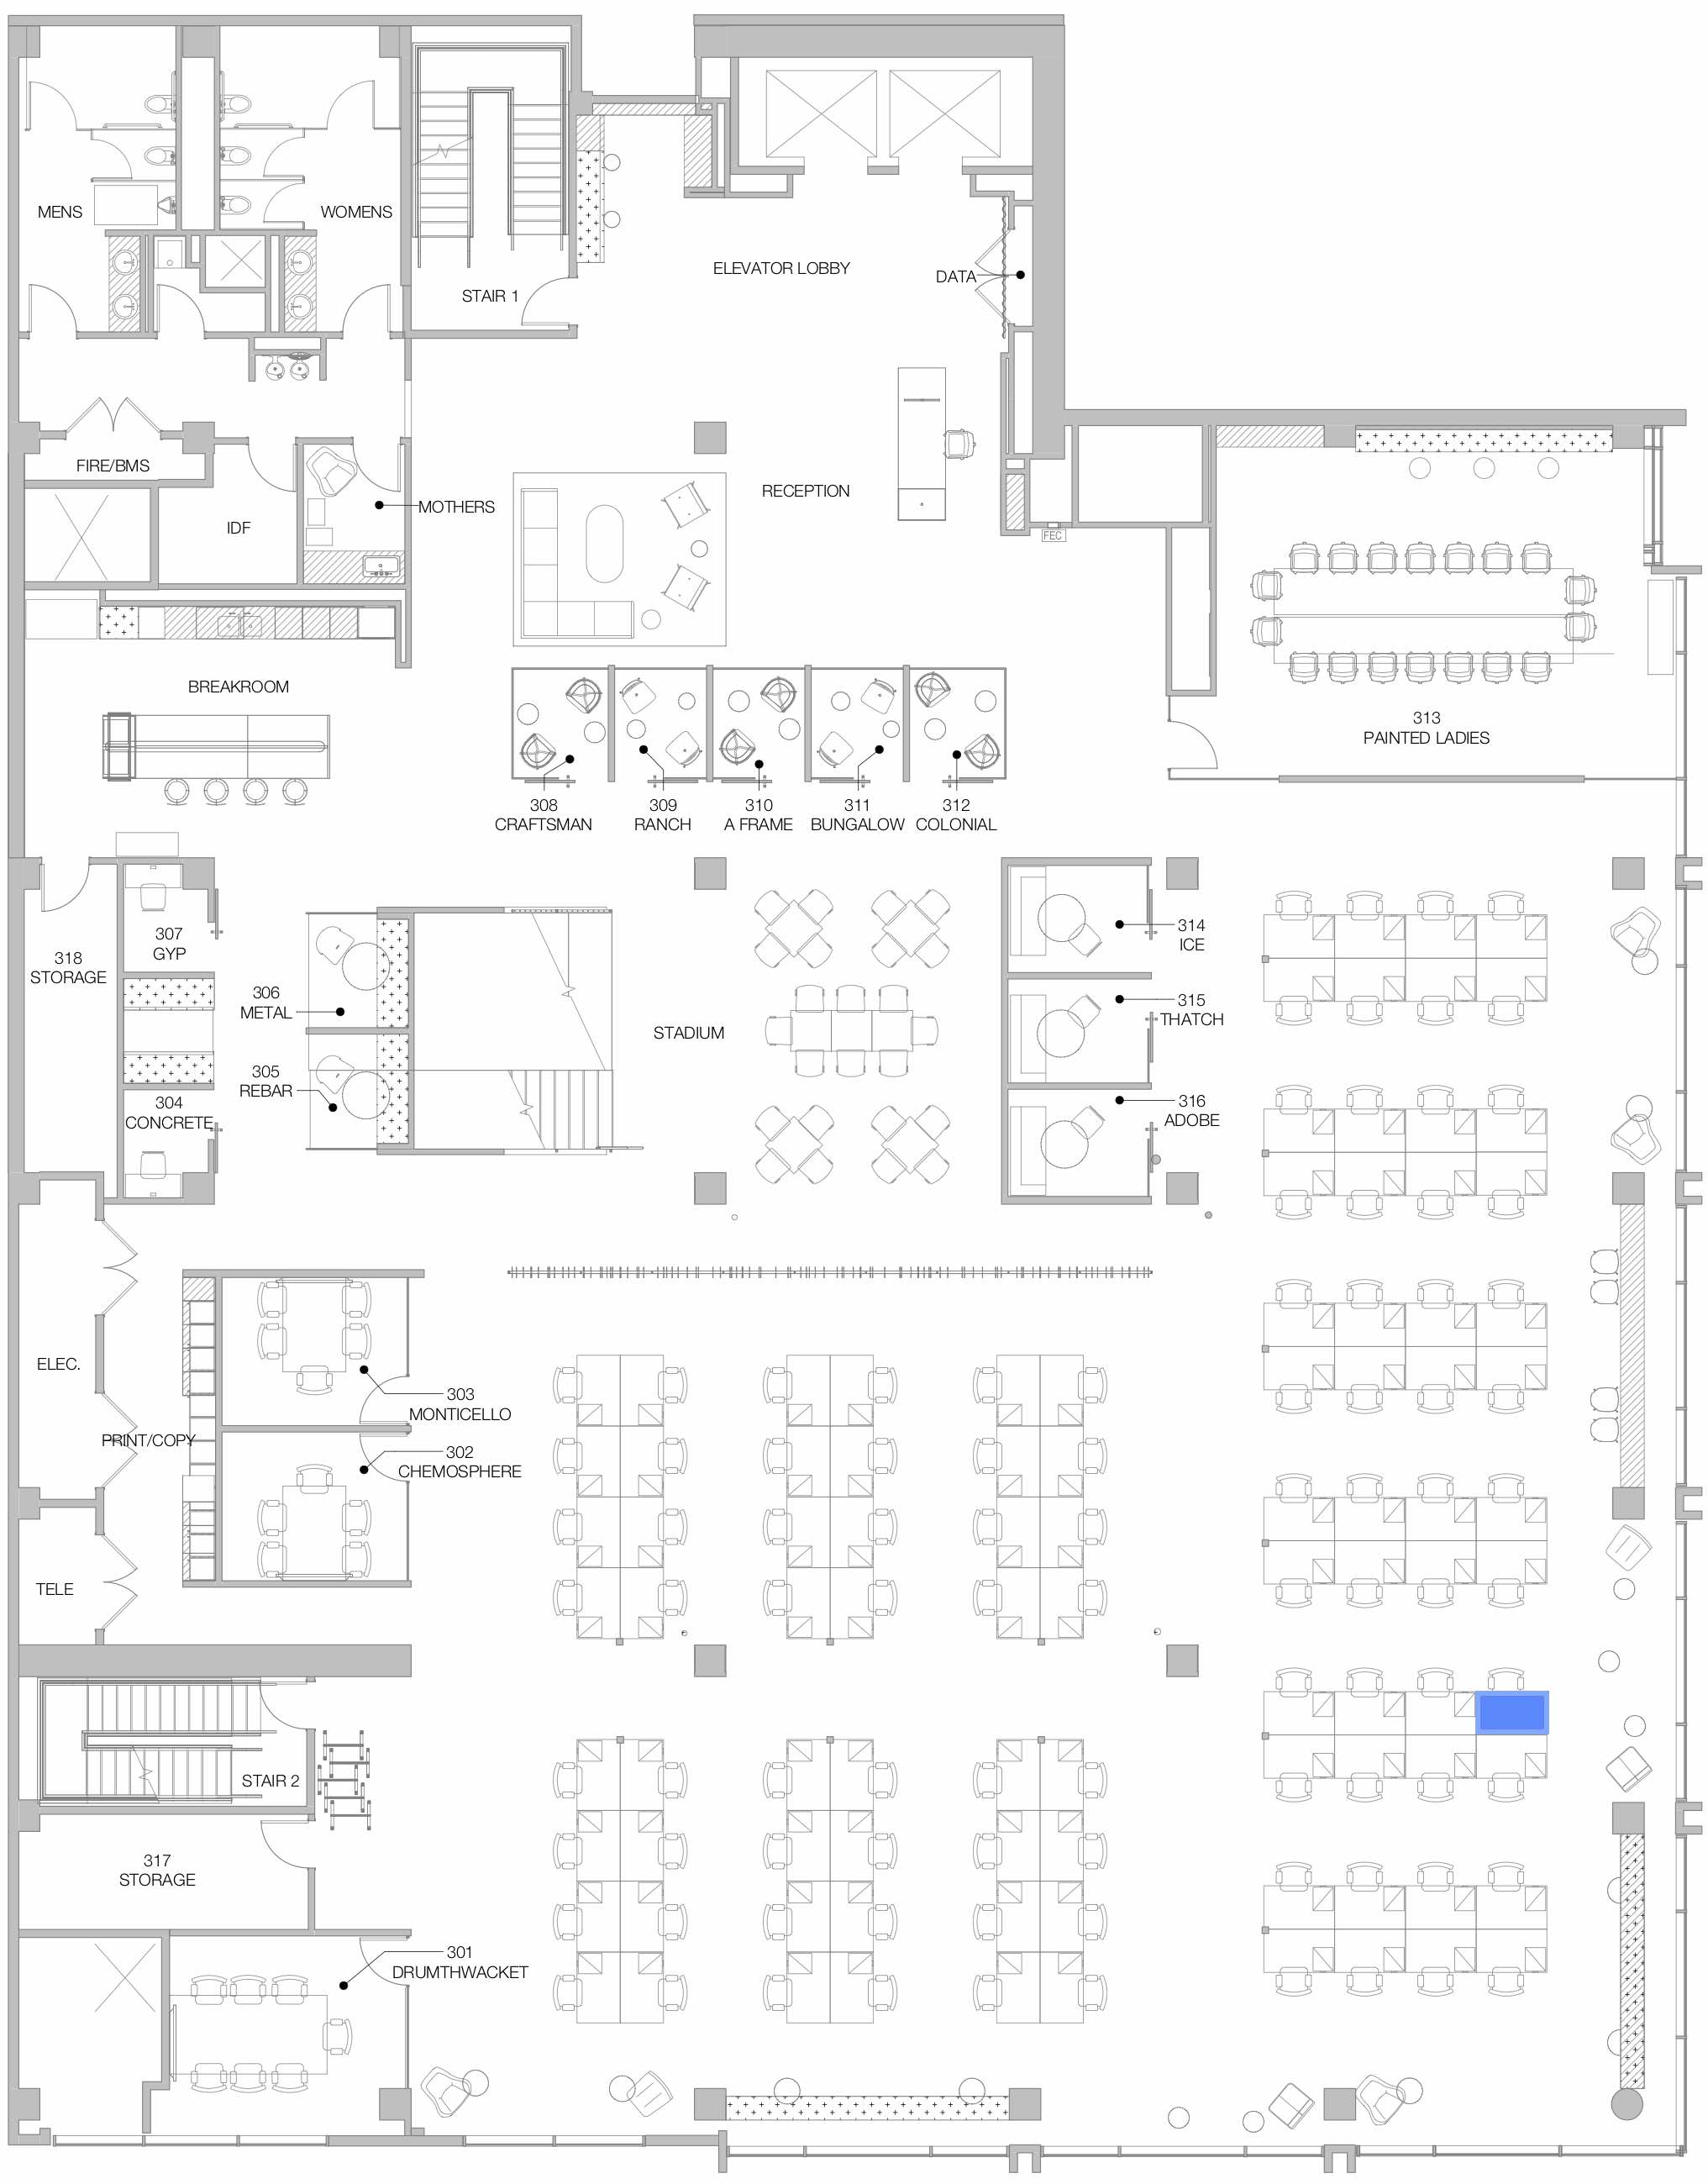 MENS
WOMENS
STAIR 1
ELEVATOR LOBBY
DATA
FIRE/BMS
IDF
MOTHERS
RECEPTION
FEC
BREAKROOM
313
PAINTED LADIES
308
CRAFTSMAN
309
RANCH
310
A FRAME
311
BUNGALOW
312
COLONIAL
307
GYP
318
STORAGE
306
METAL
305
REBAR
304
CONCRETE
STADIUM
314
ICE
315
THATCH
316
ADOBE
ELEC.
303
MONTICELLO
PRINT/COPY
302
CHEMOSPHERE
TELE
STAIR 2
317
STORAGE
301
DRUMTHWACKET